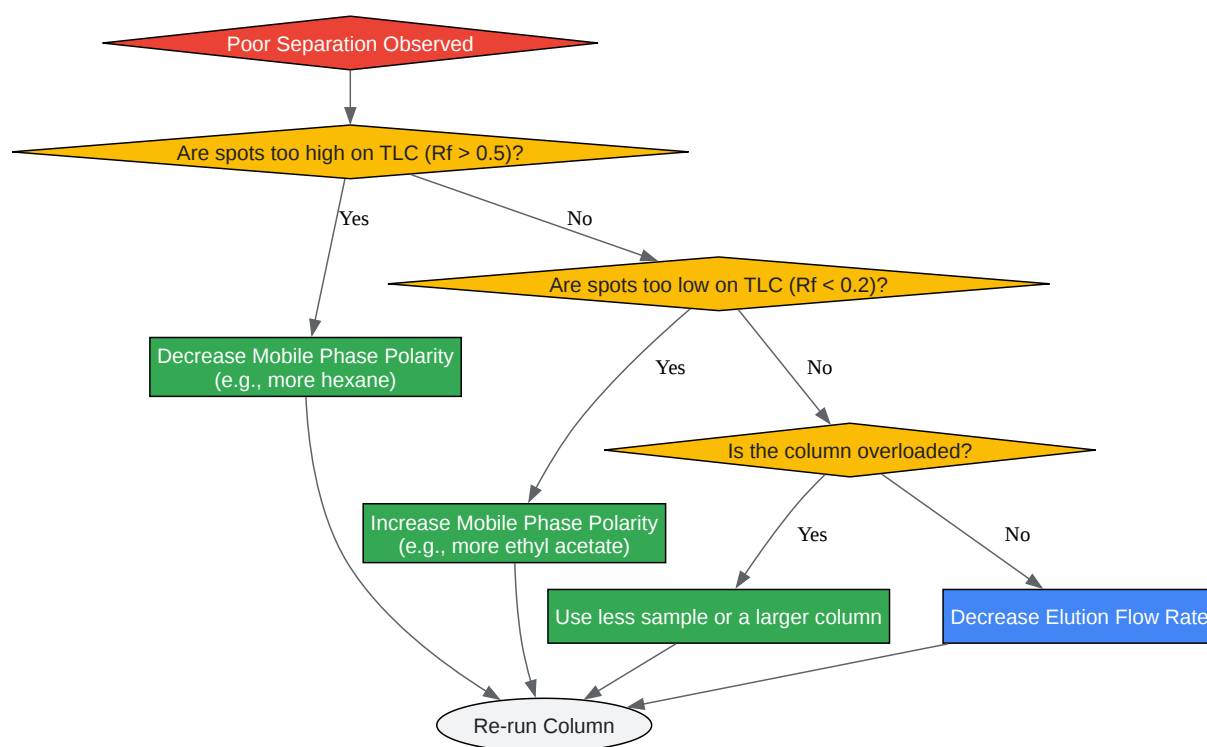 Poor Separation Observed
Are spots too high on TLC (Rf > 0.5)?
Yes
No
Are spots too low on TLC (Rf < 0.2)?
Decrease Mobile Phase Polarity
(e.g., more hexane)
Yes
No
Is the column overloaded?
Increase Mobile Phase Polarity
(e.g., more ethyl acetate)
Yes
No
Use less sample or a larger column
Decrease Elution Flow Rate
Re-run Column